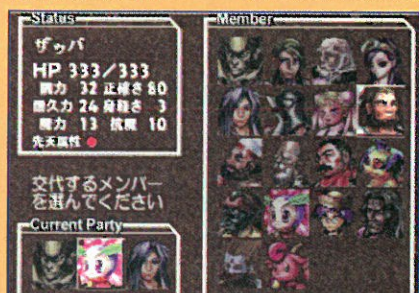 Status
ザッパ
HP 333/333
腕力 32 正確さ 80
耐久力 24 身軽さ 3
魔力 13 抗魔 10
先天属性
交代するメンバー
を選んでください
Current Party
Member